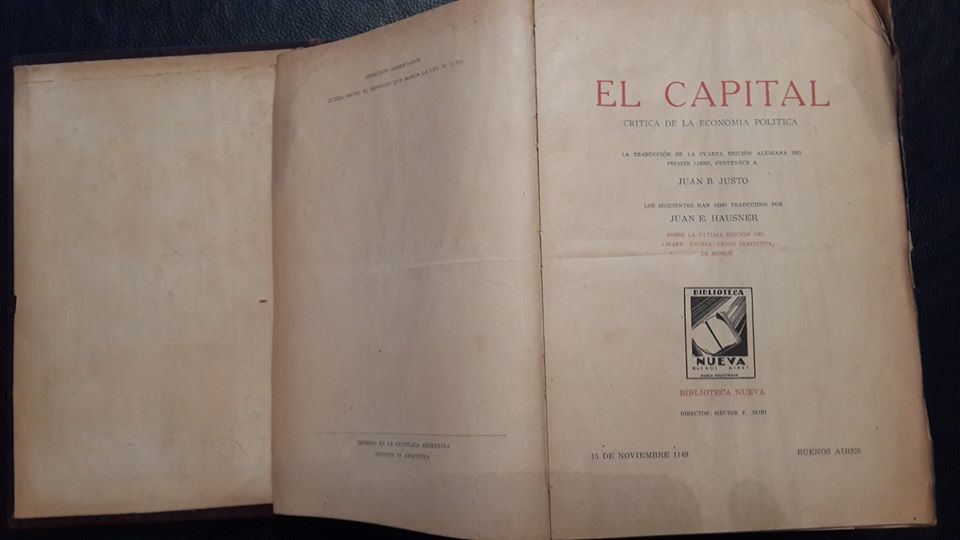 DERECHOS RESERVADOS
QUEDA HECHO EL DEPÓSITO QUE MARCA LA LEY Nº
IMPRESO EN LA REPÚBLICA ARGENTINA
PRINTED IN ARGENTINA
EL CAPITAL
CRITICA DE LA ECONOMIA POLITICA
LA TRADUCCIÓN DE LA CUARTA EDICIÓN ALEMANA DEL
PRIMER LIBRO, PERTENECE A
JUAN B. JUSTO
LOS SIGUIENTES HAN SIDO TRADUCIDOS POR
JUAN E. HAUSNER
SOBRE LA ÚLTIMA EDICIÓN DEL
«MARX - ENGELS - LENIN INSTITUT»
DE MOSCÚ
BIBLIOTECA
NUEVA
BUENOS AIRES
MARCA REGISTRADA
BIBLIOTECA NUEVA
DIRECTOR: HÉCTOR F. MIRI
15 DE NOVIEMBRE 1149
BUENOS AIRES